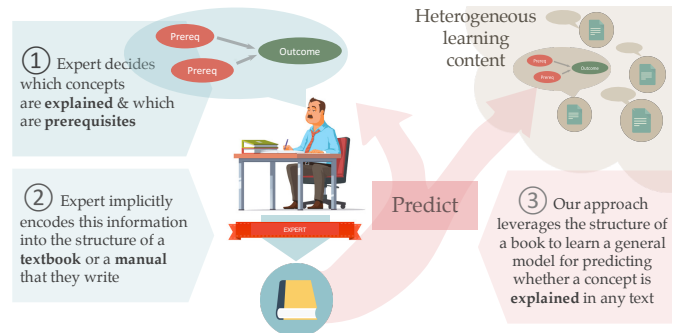 Prereq
Prereq
Outcome
① Expert decides
which concepts
are explained & which
are prerequisites
② Expert implicitly
encodes this information
into the structure of a
textbook or a manual
that they write
EXPERT
Predict
Heterogeneous
learning
content
Prereq
Prereq
Outcome
③ Our approach
leverages the structure of
a book to learn a general
model for predicting
whether a concept is
explained in any text